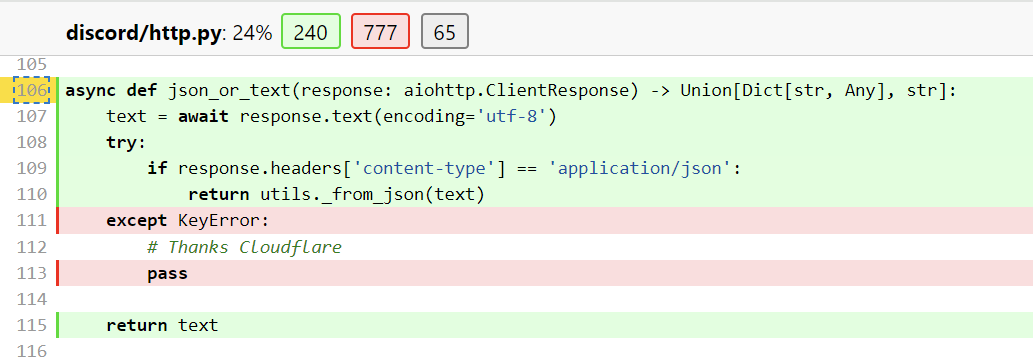 discord/http.py: 24% 240 777 65
105
106 async def json_or_text(response: aiohttp.ClientResponse) -> Union[Dict[str, Any], str]:
107     text = await response.text(encoding='utf-8')
108     try:
109         if response.headers['content-type'] == 'application/json':
110             return utils._from_json(text)
111     except KeyError:
112         # Thanks Cloudflare
113         pass
114
115     return text
116